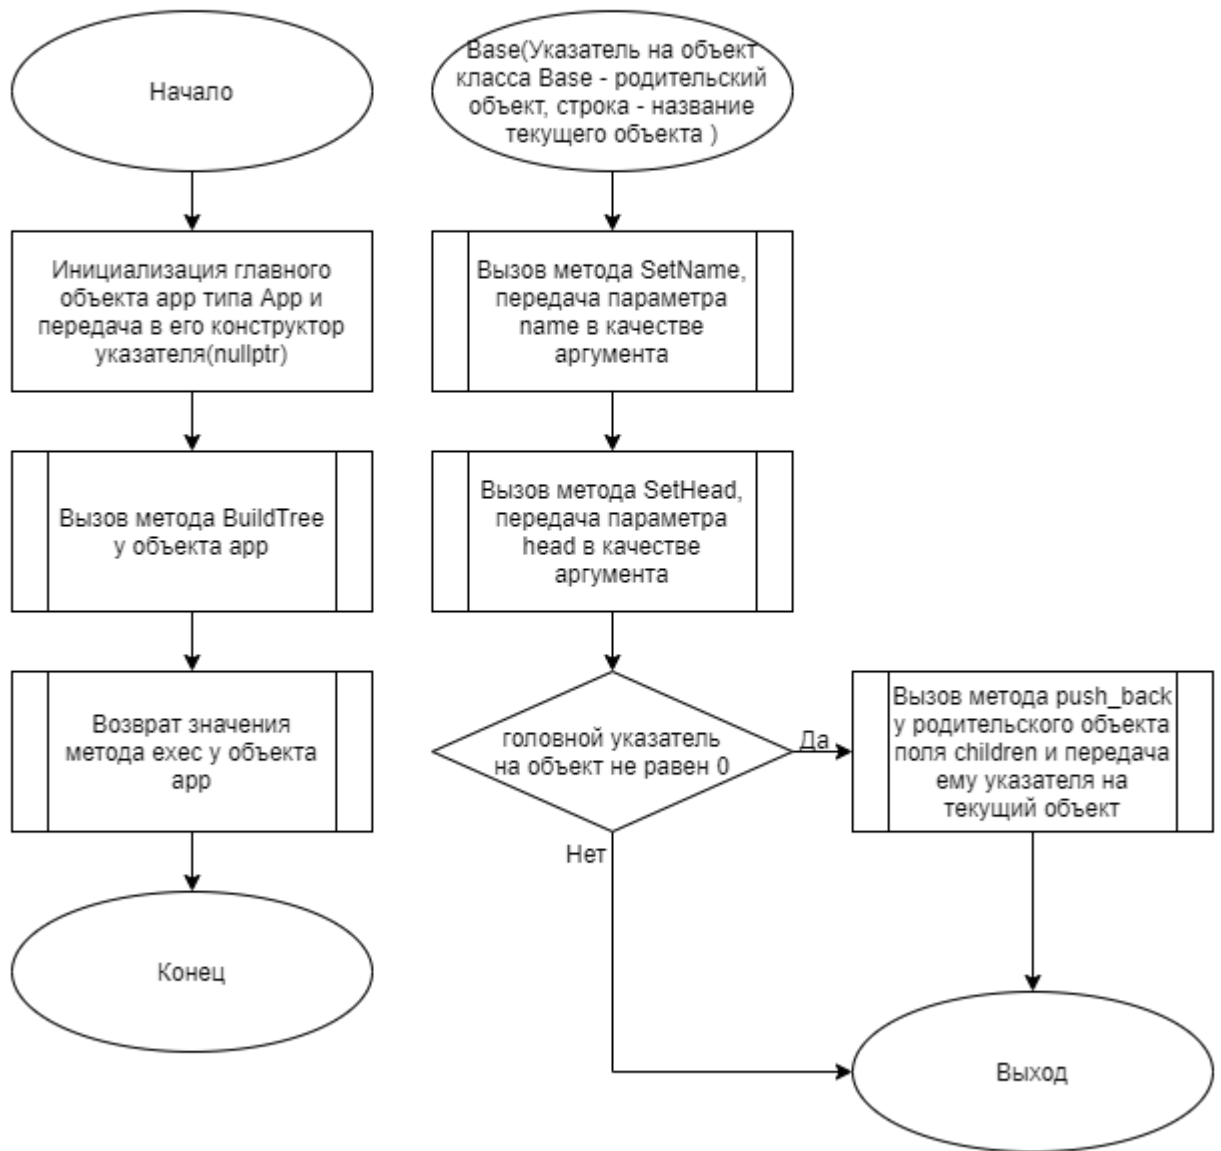 Начало
Инициализация главного
объекта app типа App и
передача в его конструктор
указателя(nullptr)
Вызов метода BuildTree
у объекта app
Возврат значения
метода exec у объекта
app
Конец
Base(Указатель на объект
класса Base - родительский
объект, строка - название
текущего объекта )
Вызов метода SetName,
передача параметра
name в качестве
аргумента
Вызов метода SetHead,
передача параметра
head в качестве
аргумента
головной указатель
на объект не равен 0
Да
Нет
Вызов метода push_back
у родительского объекта
поля children и передача
ему указателя на
текущий объект
Выход